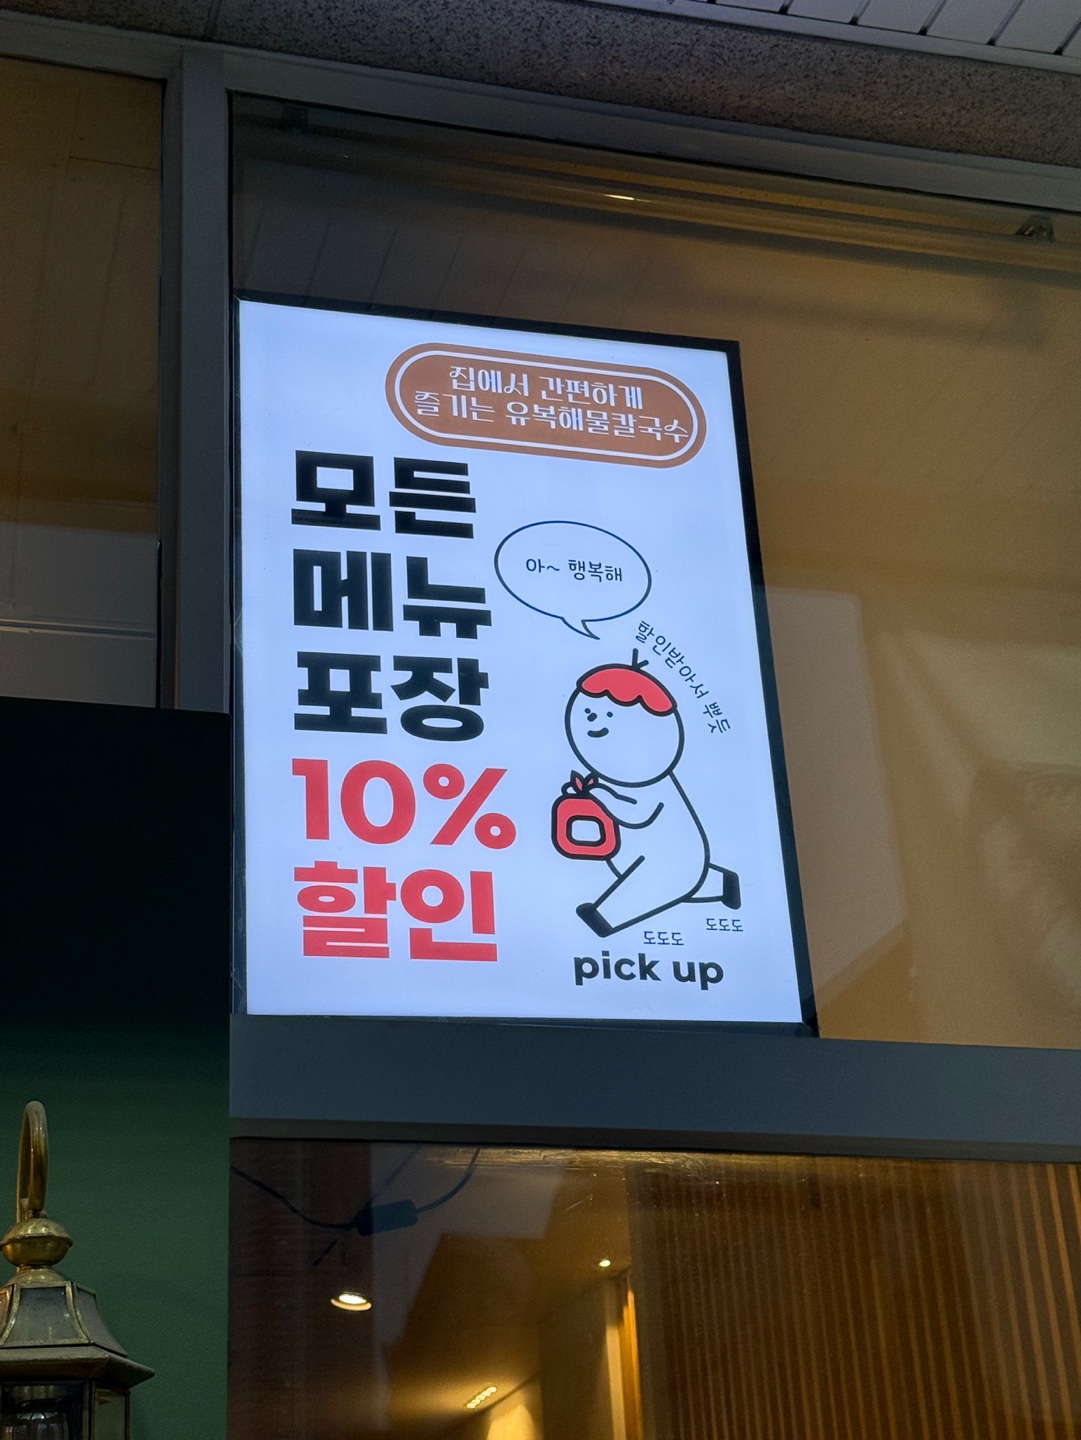 집에서 간편하게
즐기는 유복해물칼국수
모든
메뉴
포장
10%
할인
아~ 행복해
할인받아서 뿌듯
도도도
도도도
pick up